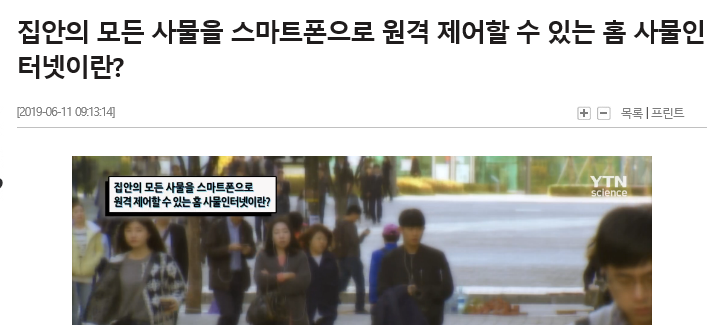 집안의 모든 사물을 스마트폰으로 원격 제어할 수 있는 홈 사물인
터넷이란?
[2019-06-11 09:13:14]
목록 | 프린트
집안의 모든 사물을 스마트폰으로
원격 제어할 수 있는 홈 사물인터넷이란?
YTN
science